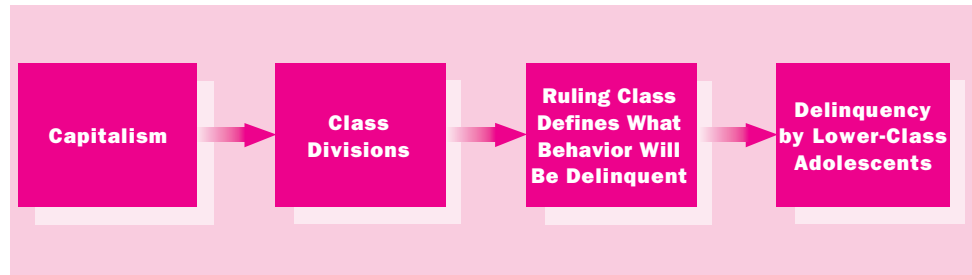 Capitalism
Class
Divisions
Ruling Class
Defines What
Behavior Will
Be Delinquent
Delinquency
by Lower-Class
Adolescents